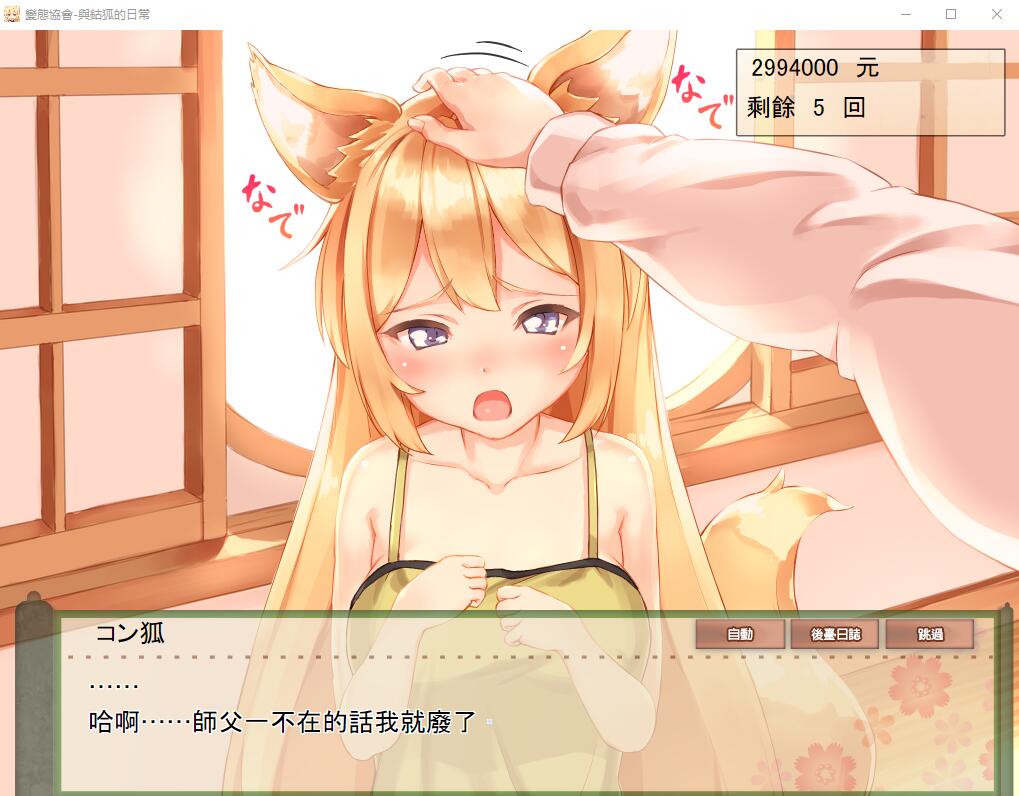 變態協會-與姑狐的日常
2994000 元
剩餘 5 回
なで
なで
コン狐
自動
後臺日誌
跳過
……
哈啊……師父一不在的話我就廢了